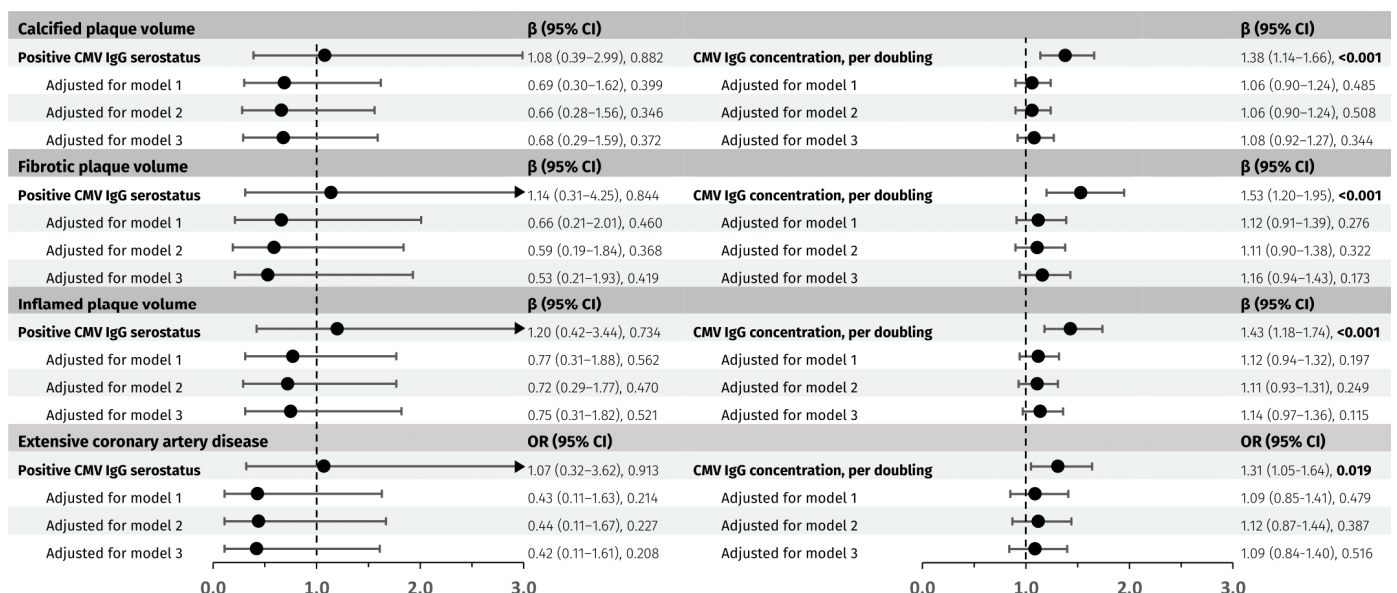 Calcified plaque volume β (95% CI) β (95% CI)
Positive CMV IgG serostatus 1.08 (0.39–2.99), 0.882 CMV IgG concentration, per doubling 1.38 (1.14–1.66), <0.001
Adjusted for model 1 0.69 (0.30–1.62), 0.399 Adjusted for model 1 1.06 (0.90–1.24), 0.485
Adjusted for model 2 0.66 (0.28–1.56), 0.346 Adjusted for model 2 1.06 (0.90–1.24), 0.508
Adjusted for model 3 0.68 (0.29–1.59), 0.372 Adjusted for model 3 1.08 (0.92–1.27), 0.344
Fibrotic plaque volume β (95% CI) β (95% CI)
Positive CMV IgG serostatus 1.14 (0.31–4.25), 0.844 CMV IgG concentration, per doubling 1.53 (1.20–1.95), <0.001
Adjusted for model 1 0.66 (0.21–2.01), 0.460 Adjusted for model 1 1.12 (0.91–1.39), 0.276
Adjusted for model 2 0.59 (0.19–1.84), 0.368 Adjusted for model 2 1.11 (0.90–1.38), 0.322
Adjusted for model 3 0.53 (0.21–1.93), 0.419 Adjusted for model 3 1.16 (0.94–1.43), 0.173
Inflamed plaque volume β (95% CI) β (95% CI)
Positive CMV IgG serostatus 1.20 (0.42–3.44), 0.734 CMV IgG concentration, per doubling 1.43 (1.18–1.74), <0.001
Adjusted for model 1 0.77 (0.31–1.88), 0.562 Adjusted for model 1 1.12 (0.94–1.32), 0.197
Adjusted for model 2 0.72 (0.29–1.77), 0.470 Adjusted for model 2 1.11 (0.93–1.31), 0.249
Adjusted for model 3 0.75 (0.31–1.82), 0.521 Adjusted for model 3 1.14 (0.97–1.36), 0.115
Extensive coronary artery disease OR (95% CI) OR (95% CI)
Positive CMV IgG serostatus 1.07 (0.32–3.62), 0.913 CMV IgG concentration, per doubling 1.31 (1.05-1.64), 0.019
Adjusted for model 1 0.43 (0.11–1.63), 0.214 Adjusted for model 1 1.09 (0.85-1.41), 0.479
Adjusted for model 2 0.44 (0.11–1.67), 0.227 Adjusted for model 2 1.12 (0.87-1.44), 0.387
Adjusted for model 3 0.42 (0.11–1.61), 0.208 Adjusted for model 3 1.09 (0.84-1.40), 0.516
0.0 1.0 2.0 3.0 0.0 1.0 2.0 3.0